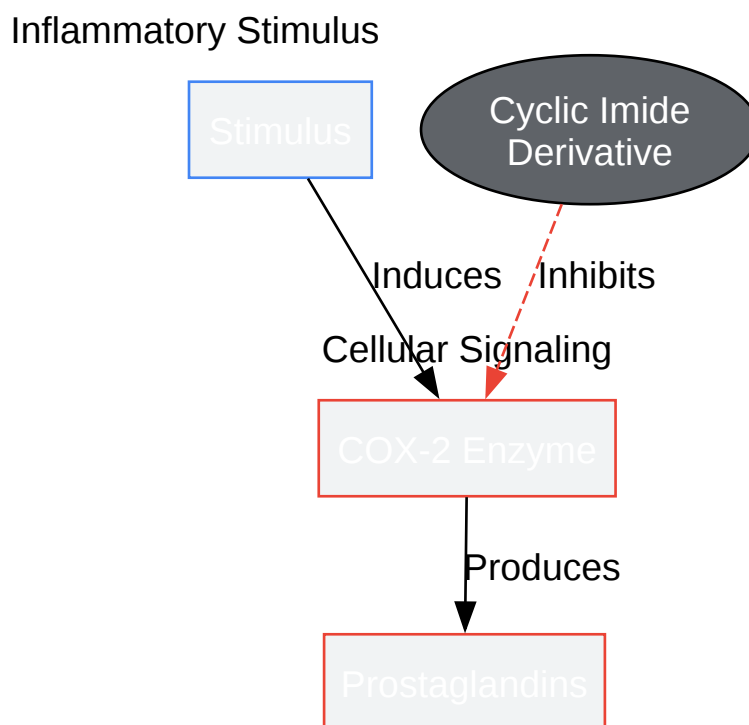 Inflammatory Stimulus
Stimulus
Cyclic Imide
Derivative
Induces
Inhibits
Cellular Signaling
COX-2 Enzyme
Produces
Prostaglandins